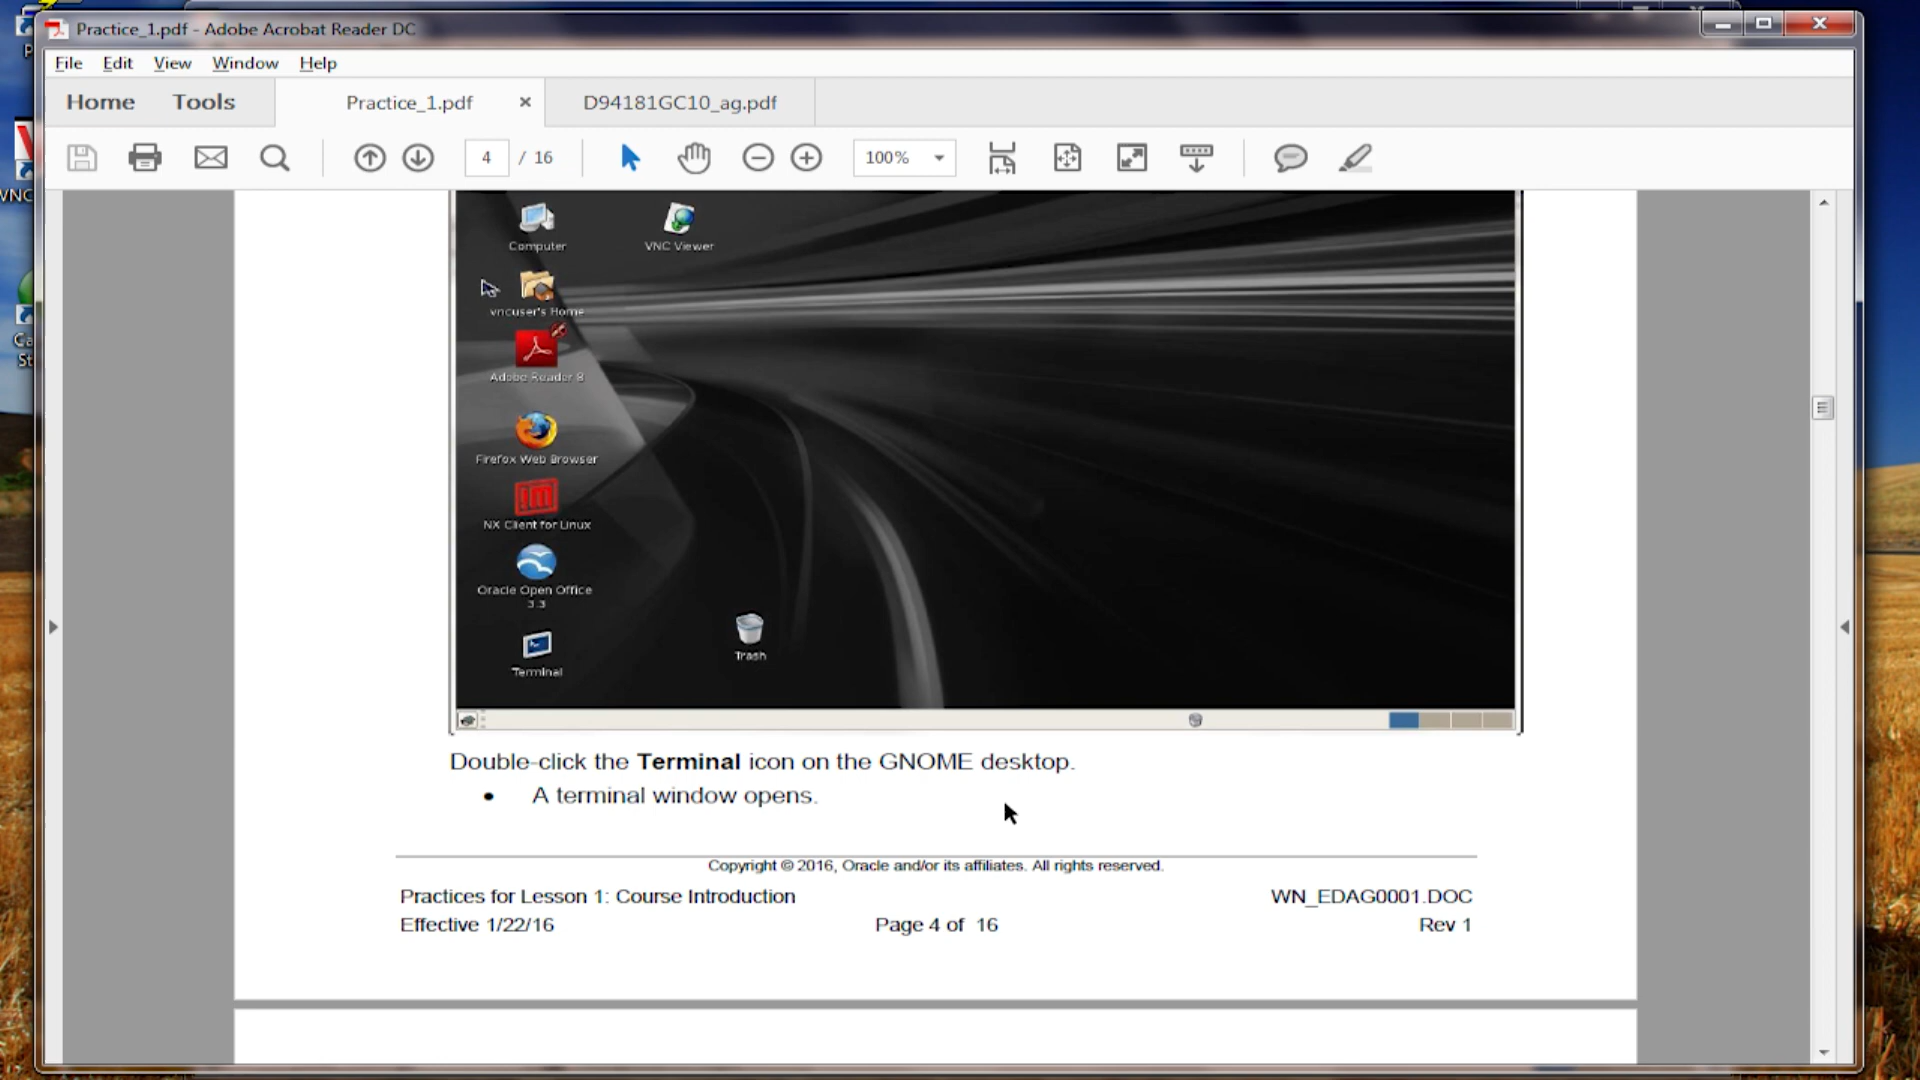 Practice_1.pdf - Adobe Acrobat Reader DC
File Edit View Window Help
Home Tools Practice_1.pdf D94181GC10_ag.pdf
4 / 16 100%
Computer VNC Viewer
vncuser's Home
Adobe Reader 8
Firefox Web Browser
NX Client for Linux
!m
Oracle Open Office
3.3
Trash
Terminal
Double-click the Terminal icon on the GNOME desktop.
• A terminal window opens.
Copyright © 2016, Oracle and/or its affiliates. All rights reserved.
Practices for Lesson 1: Course Introduction WN_EDAG0001.DOC
Effective 1/22/16 Page 4 of 16 Rev 1